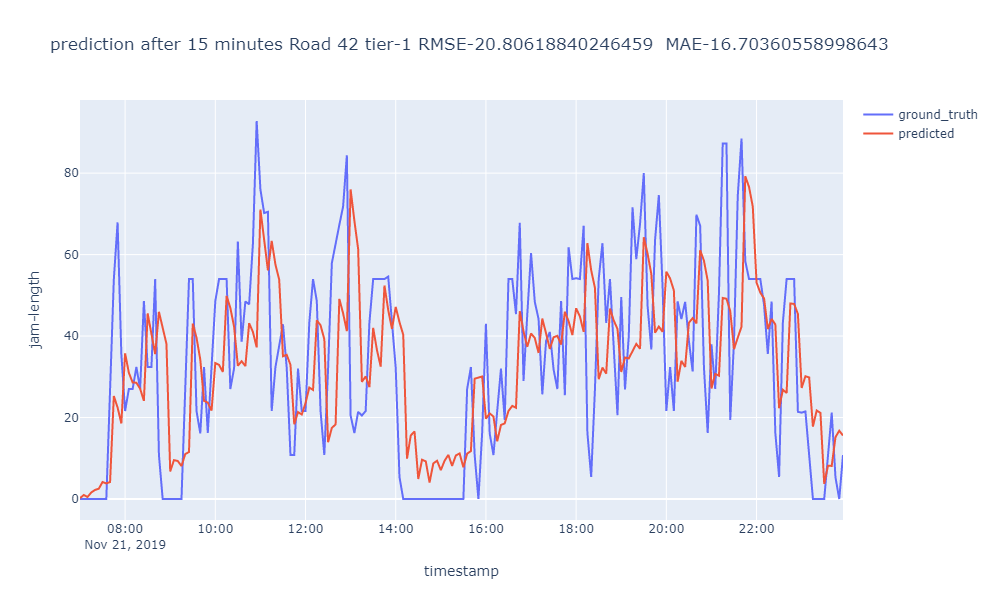 prediction after 15 minutes Road 42 tier-1 RMSE-20.80618840246459  MAE-16.70360558998643
ground_truth
predicted
80
60
40
20
0
jam-length
08:00 10:00 12:00 14:00 16:00 18:00 20:00 22:00
Nov 21, 2019
timestamp